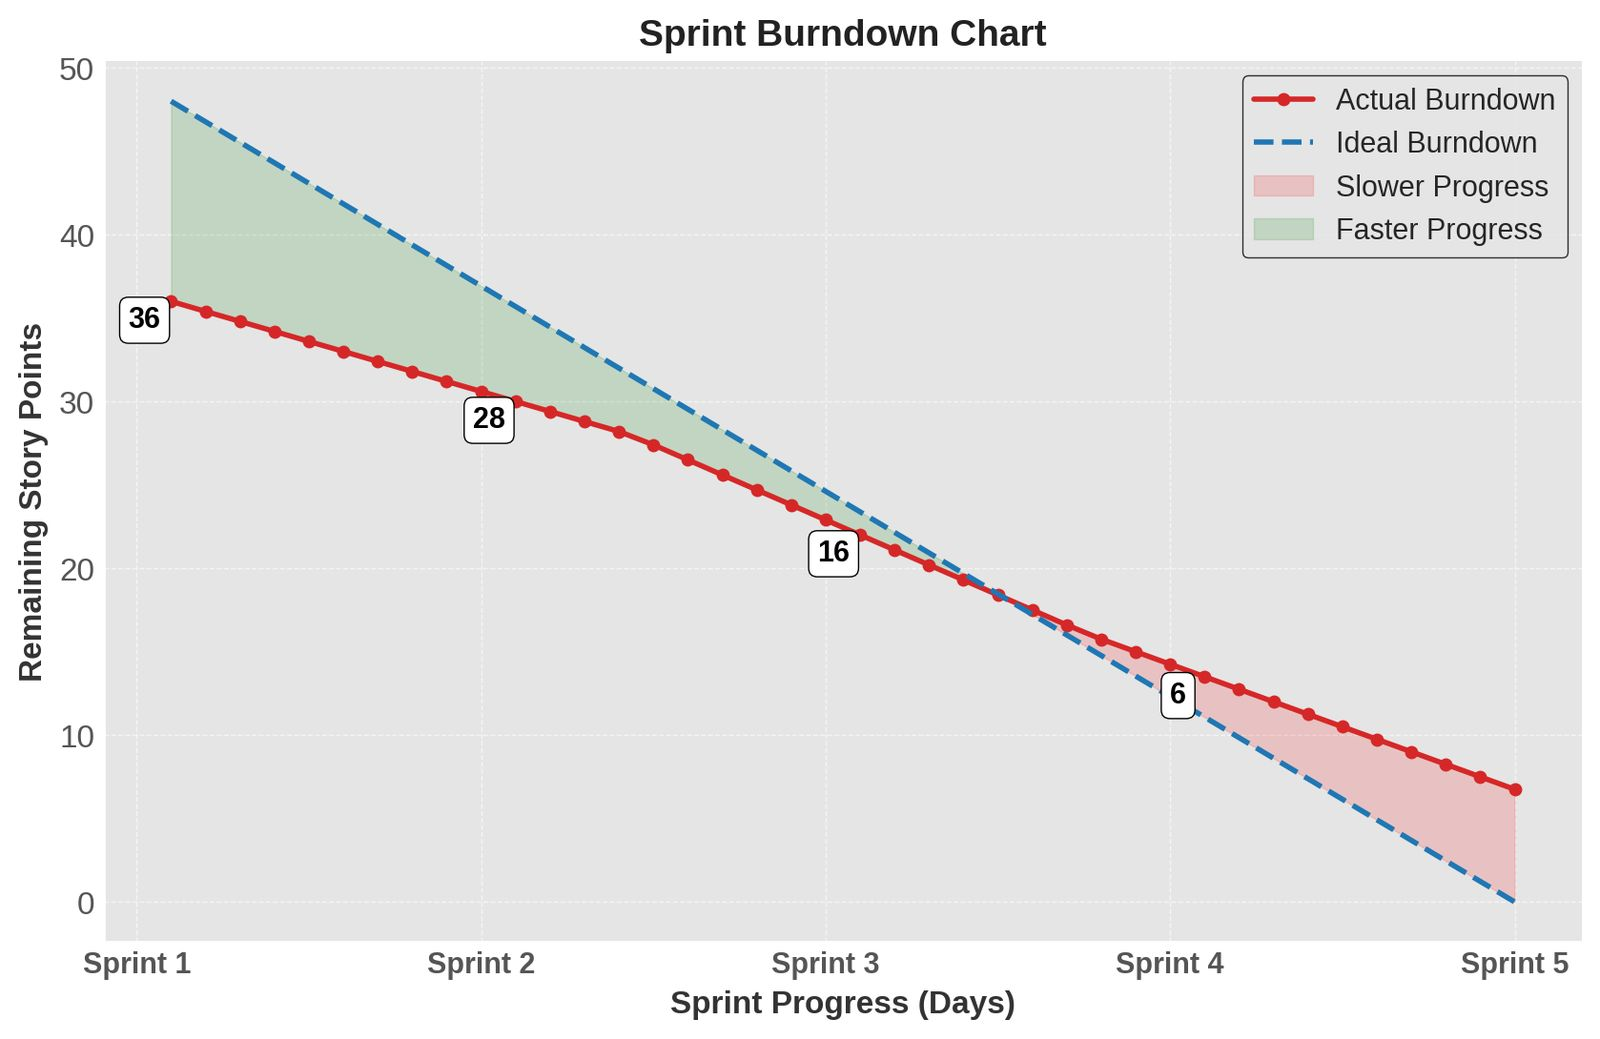 Sprint Burndown Chart
Actual Burndown
Ideal Burndown
Slower Progress
Faster Progress
Remaining Story Points
50
40
30
20
10
0
36
28
16
6
Sprint 1
Sprint 2
Sprint 3
Sprint 4
Sprint 5
Sprint Progress (Days)